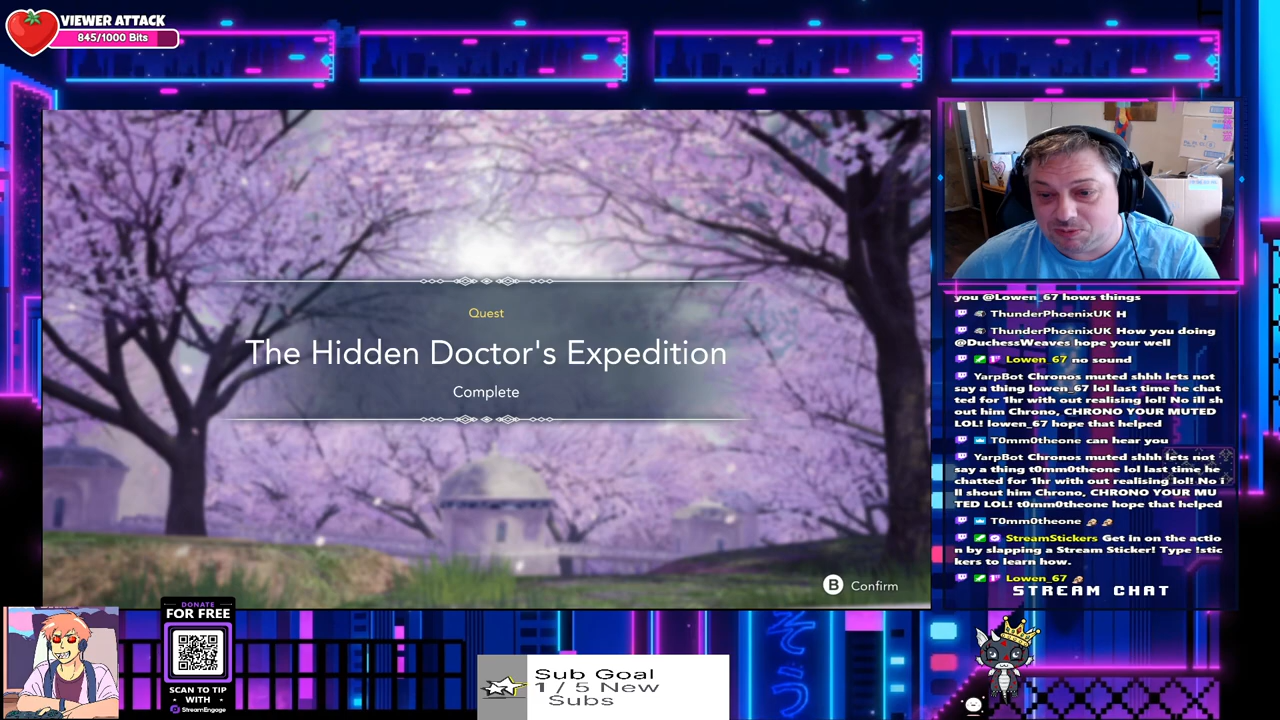 VIEWER ATTACK
845/1000 Bits
Quest
The Hidden Doctor's Expedition
Complete
B Confirm
you @Lowen_67 hows things
ThunderPhoenixUK H
ThunderPhoenixUK How you doing
@DuchessWeaves hope your well
Lowen_67 no sound
YarpBot Chronos muted shhh lets not
say a thing lowen_67 lol last time he chat
ted for 1hr with out realising lol! No ill sh
out him Chrono, CHRONO YOUR MUTED
LOL! lowen_67 hope that helped
T0mm0theone can hear you
YarpBot Chronos muted shhh lets not
say a thing t0mm0theone lol last time he
chatted for 1hr with out realising lol! No i
ll shout him Chrono, CHRONO YOUR MU
TED LOL! t0mm0theone hope that helped
T0mm0theone
StreamStickers Get in on the actio
n by slapping a Stream Sticker! Type !stic
kers to learn how.
Lowen_67
STREAM CHAT
DONATE
FOR FREE
SCAN TO TIP
• WITH •
StreamEngage
Sub Goal
1 / 5 New
Subs
そう